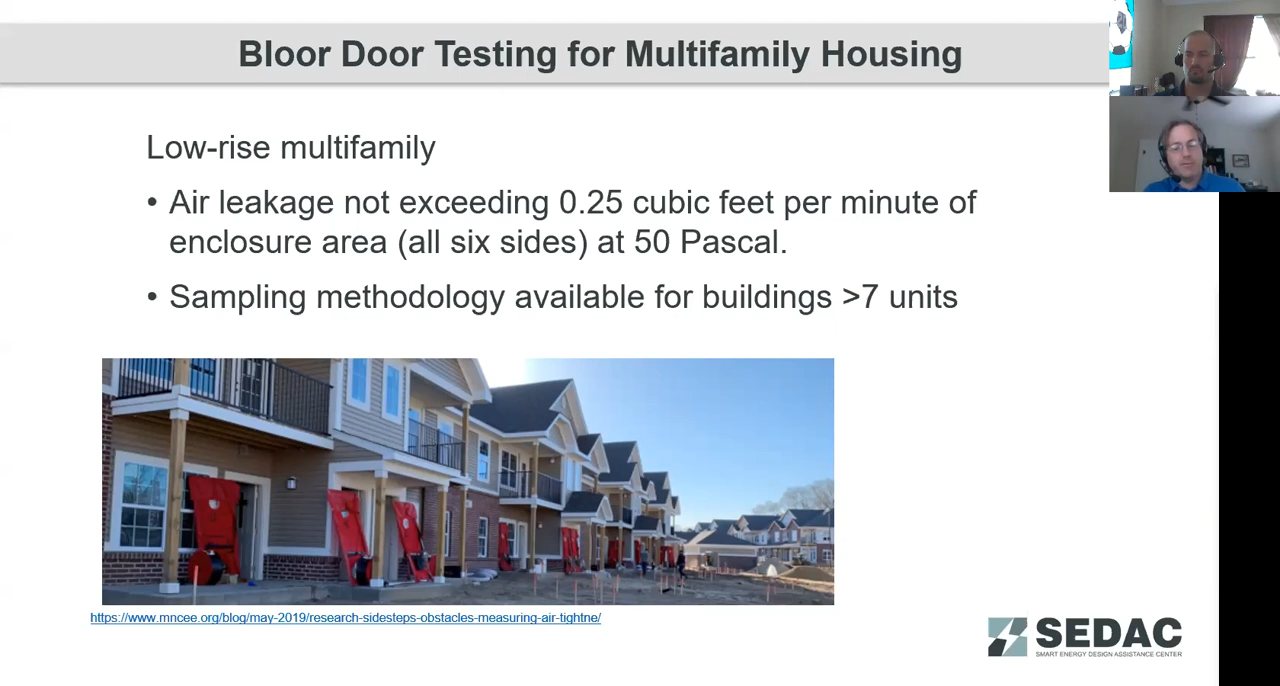 Bloor Door Testing for Multifamily Housing
Low-rise multifamily
• Air leakage not exceeding 0.25 cubic feet per minute of
enclosure area (all six sides) at 50 Pascal.
• Sampling methodology available for buildings >7 units
https://www.mncee.org/blog/may-2019/research-sidesteps-obstacles-measuring-air-tightne/
SEDAC
SMART ENERGY DESIGN ASSISTANCE CENTER